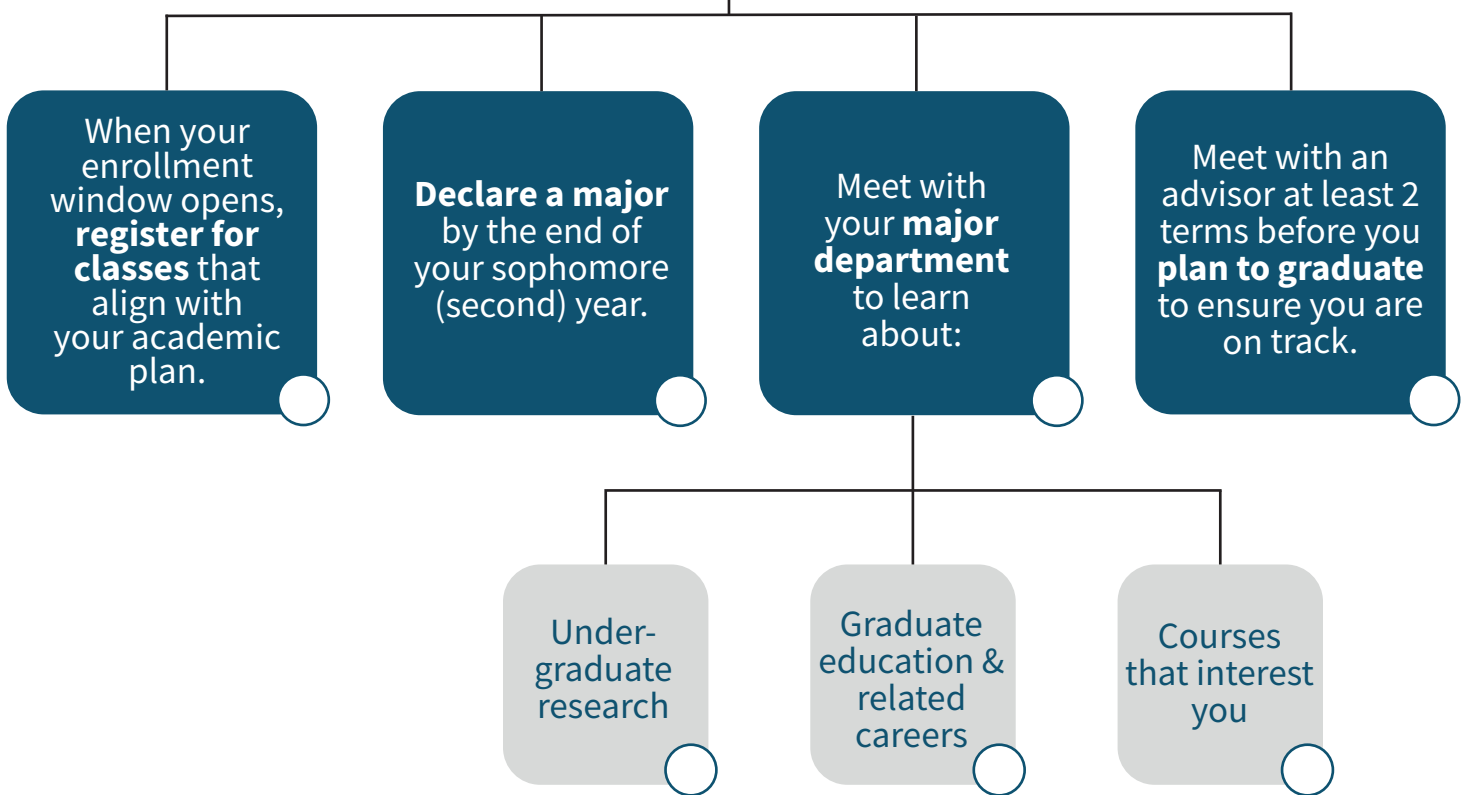 When your
enrollment
window opens,
register for
classes that
align with
your academic
plan.
Declare a major
by the end of
your sophomore
(second) year.
Meet with
your major
department
to learn
about:
Meet with an
advisor at least 2
terms before you
plan to graduate
to ensure you are
on track.
Under-
graduate
research
Graduate
education &
related
careers
Courses
that interest
you